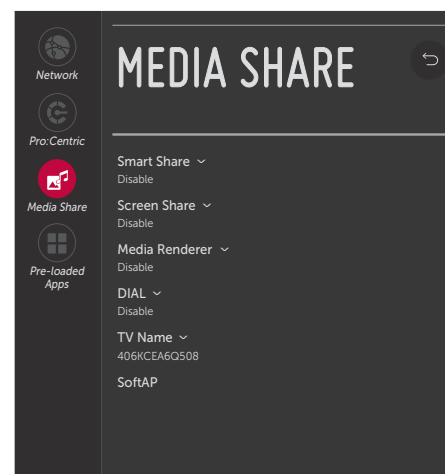 Network
Pro:Centric
Media Share
Pre-loaded
Apps
MEDIA SHARE
Smart Share
Disable
Screen Share
Disable
Media Renderer
Disable
DIAL
Disable
TV Name
406KCEA6Q508
SoftAP